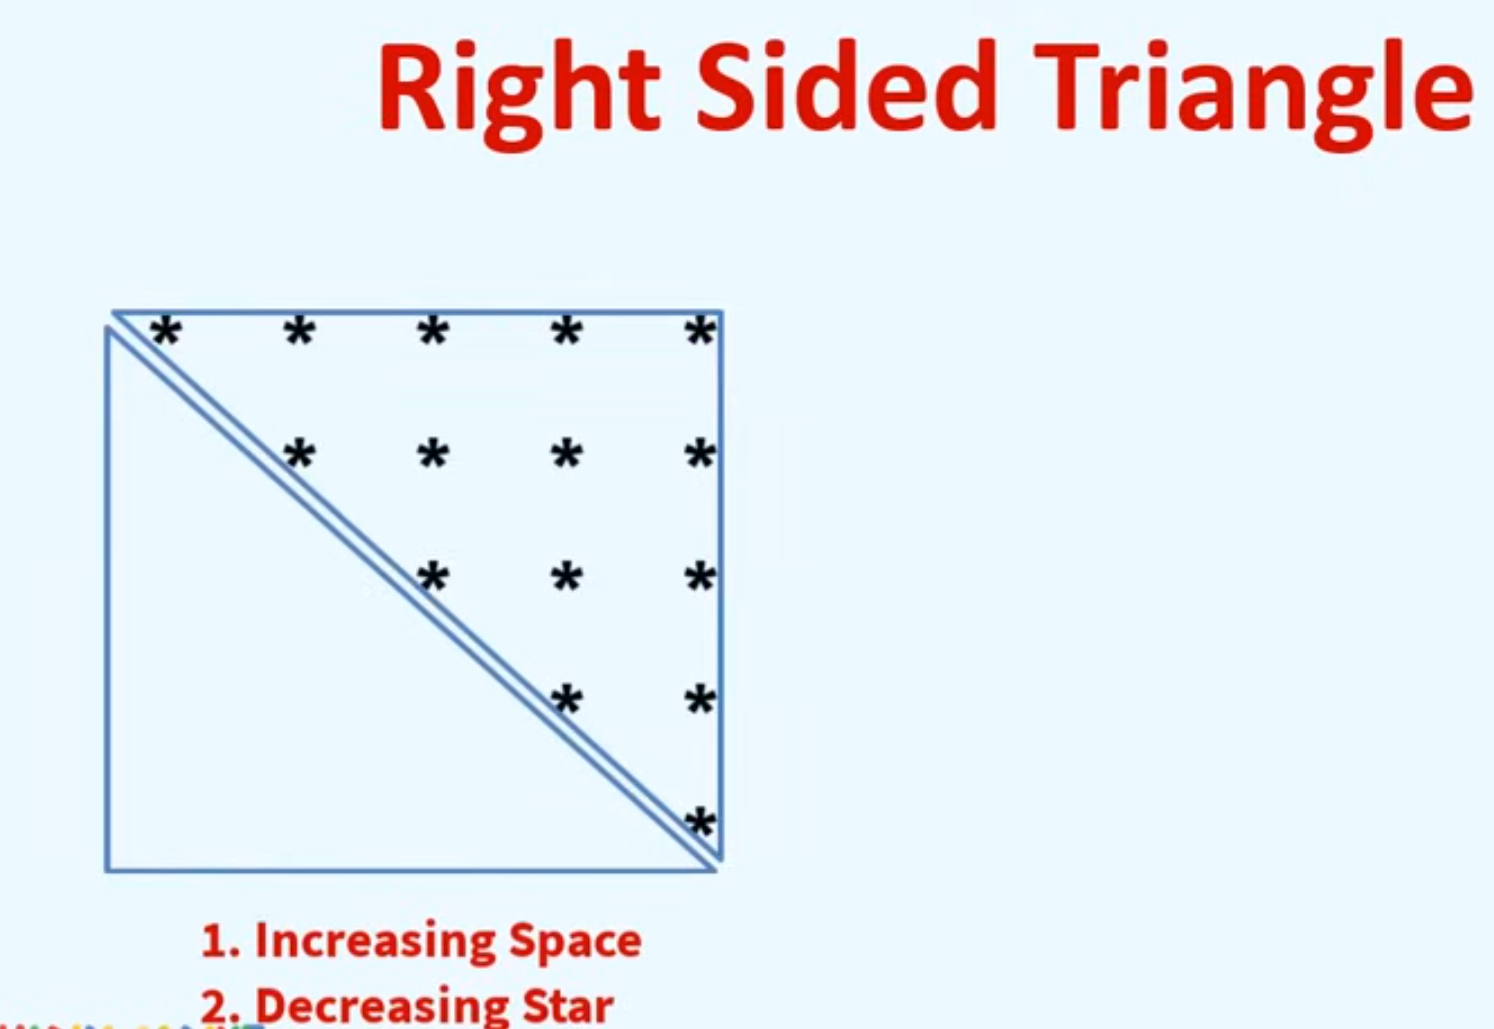 Right Sided Triangle
* * * * *
* * * *
* * *
* *
*
1. Increasing Space
2. Decreasing Star